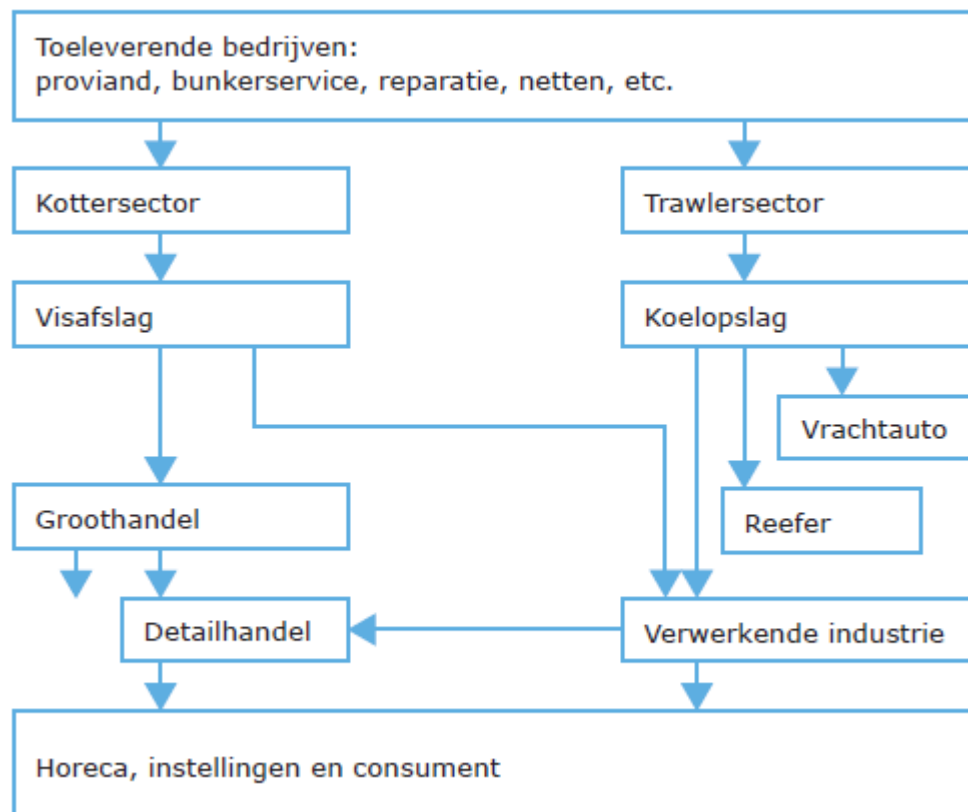 Toeleverende bedrijven:
proviand, bunkerservice, reparatie, netten, etc.
Kottersector
Trawlersector
Visafslag
Koelopslag
Vrachtauto
Groothandel
Reefer
Detailhandel
Verwerkende industrie
Horeca, instellingen en consument